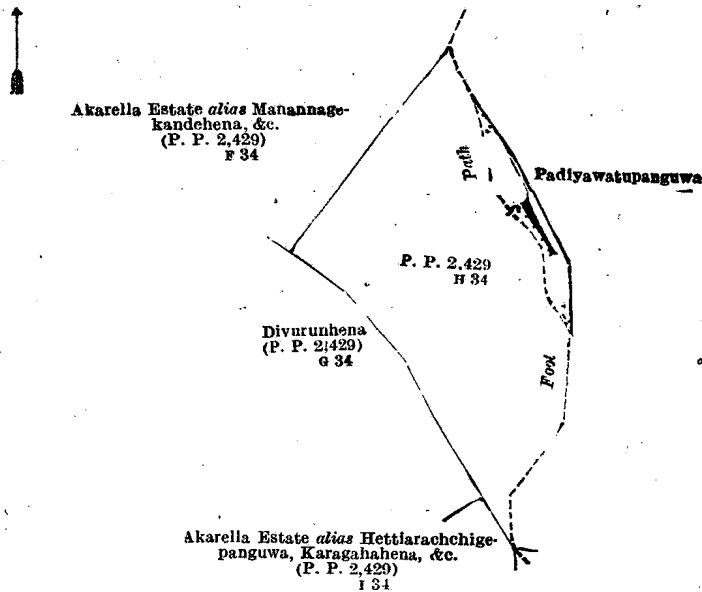 Akarella Estate alias Manannage-
kandehena, &c.
(P. P. 2,429)
F 34
Path
Padiyawatupanguwa
P. P. 2,429
H 34
Divurunhena
(P. P. 2,429)
G 34
Foot
Akarella Estate alias Hettiarachchige-
panguwa, Karagahahena, &c.
(P. P. 2,429)
I 34